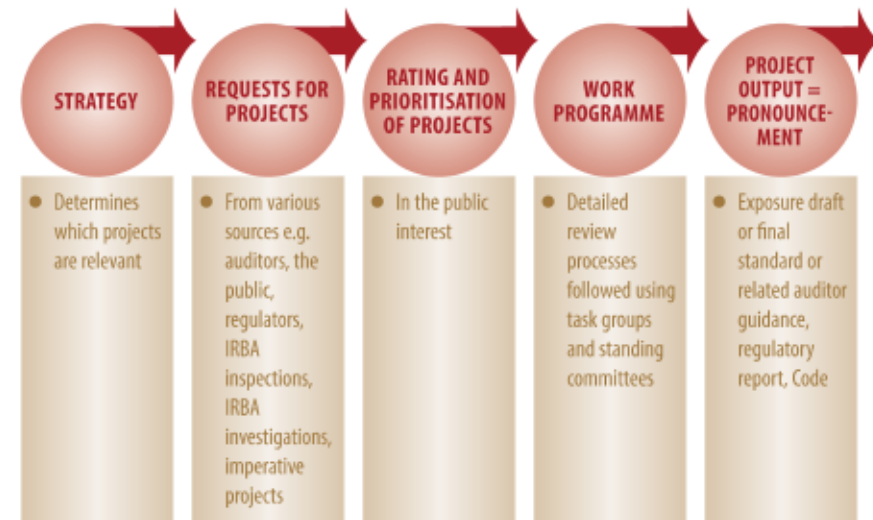 STRATEGY
● Determines
which projects
are relevant
REQUESTS FOR
PROJECTS
● From various
sources e.g.
auditors, the
public,
regulators,
IRBA
inspections,
IRBA
investigations,
imperative
projects
RATING AND
PRIORITISATION
OF PROJECTS
● In the public
interest
WORK
PROGRAMME
● Detailed
review
processes
followed using
task groups
and standing
committees
PROJECT
OUTPUT =
PRONOUNCE-
MENT
● Exposure draft
or final
standard or
related auditor
guidance,
regulatory
report, Code